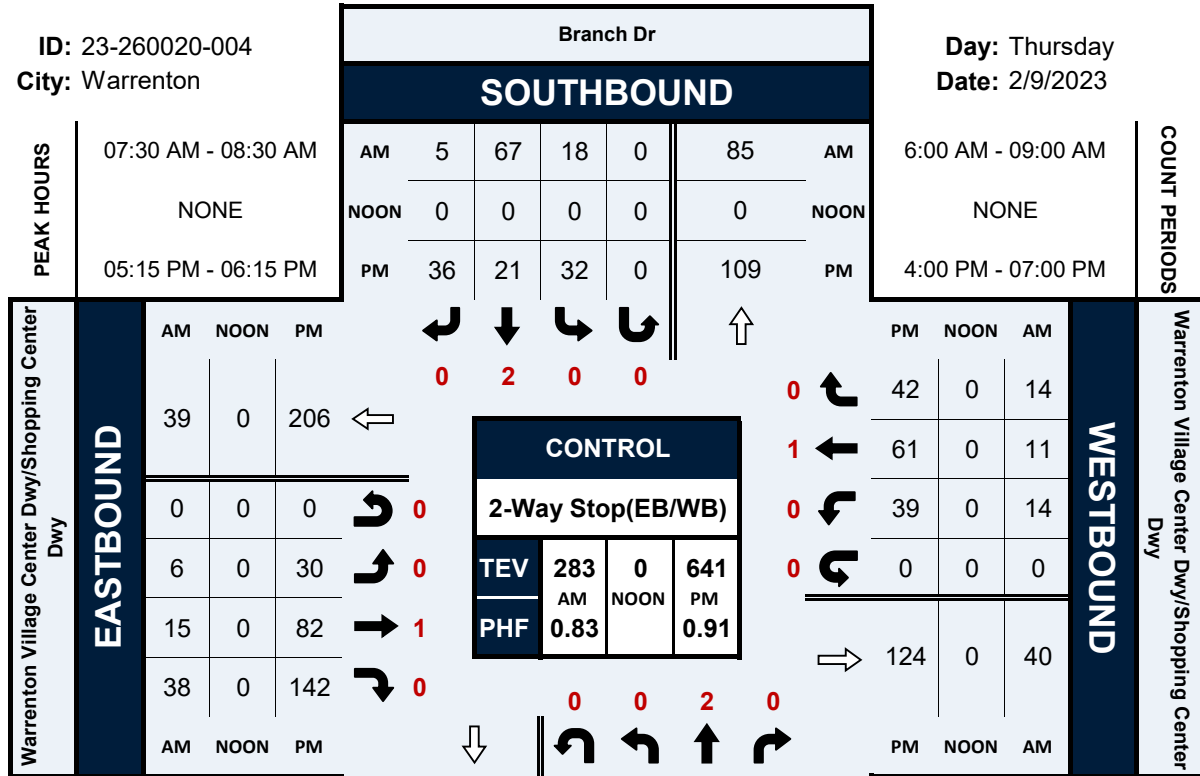 ID: 23-260020-004
City: Warrenton
Branch Dr
SOUTHBOUND
Day: Thursday
Date: 2/9/2023
PEAK HOURS
07:30 AM - 08:30 AM
NONE
05:15 PM - 06:15 PM
AM 5 67 18 0 85 AM
NOON 0 0 0 0 0 NOON
PM 36 21 32 0 109 PM
6:00 AM - 09:00 AM
NONE
4:00 PM - 07:00 PM
COUNT PERIODS
0 2 0 0
Warrenton Village Center Dwy/Shopping Center
Dwy
EASTBOUND
AM NOON PM
39 0 206
0 0 0 0
6 0 30 0
15 0 82 1
38 0 142 0
AM NOON PM
CONTROL
2-Way Stop(EB/WB)
TEV 283 0 641
AM NOON PM
PHF 0.83 0.91
PM NOON AM
0 42 0 14
1 61 0 11
0 39 0 14
0 0 0 0
124 0 40
PM NOON AM
WESTBOUND
Warrenton Village Center Dwy/Shopping Center
Dwy
0 0 2 0